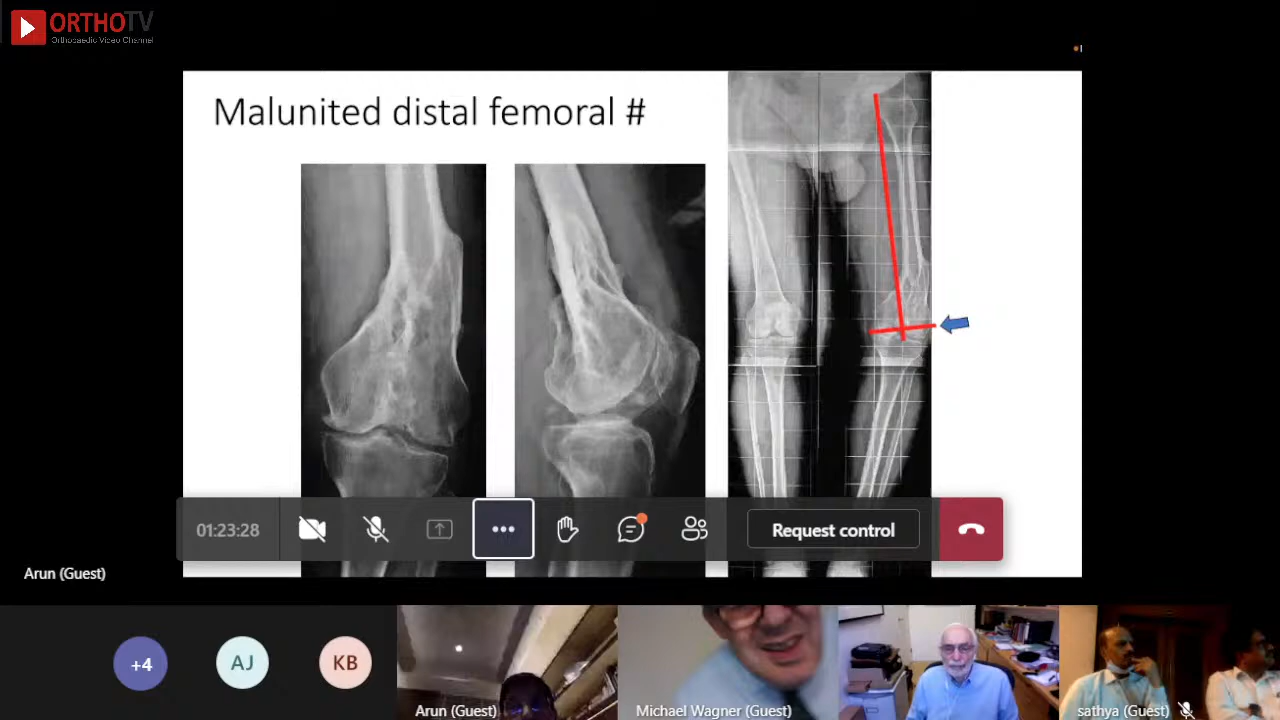 ORTHOTV
Orthopaedic Video Channel
Malunited distal femoral #
01:23:28
Request control
Arun (Guest)
+4
AJ
KB
Arun (Guest)
Michael Wagner (Guest)
sathya (Guest)